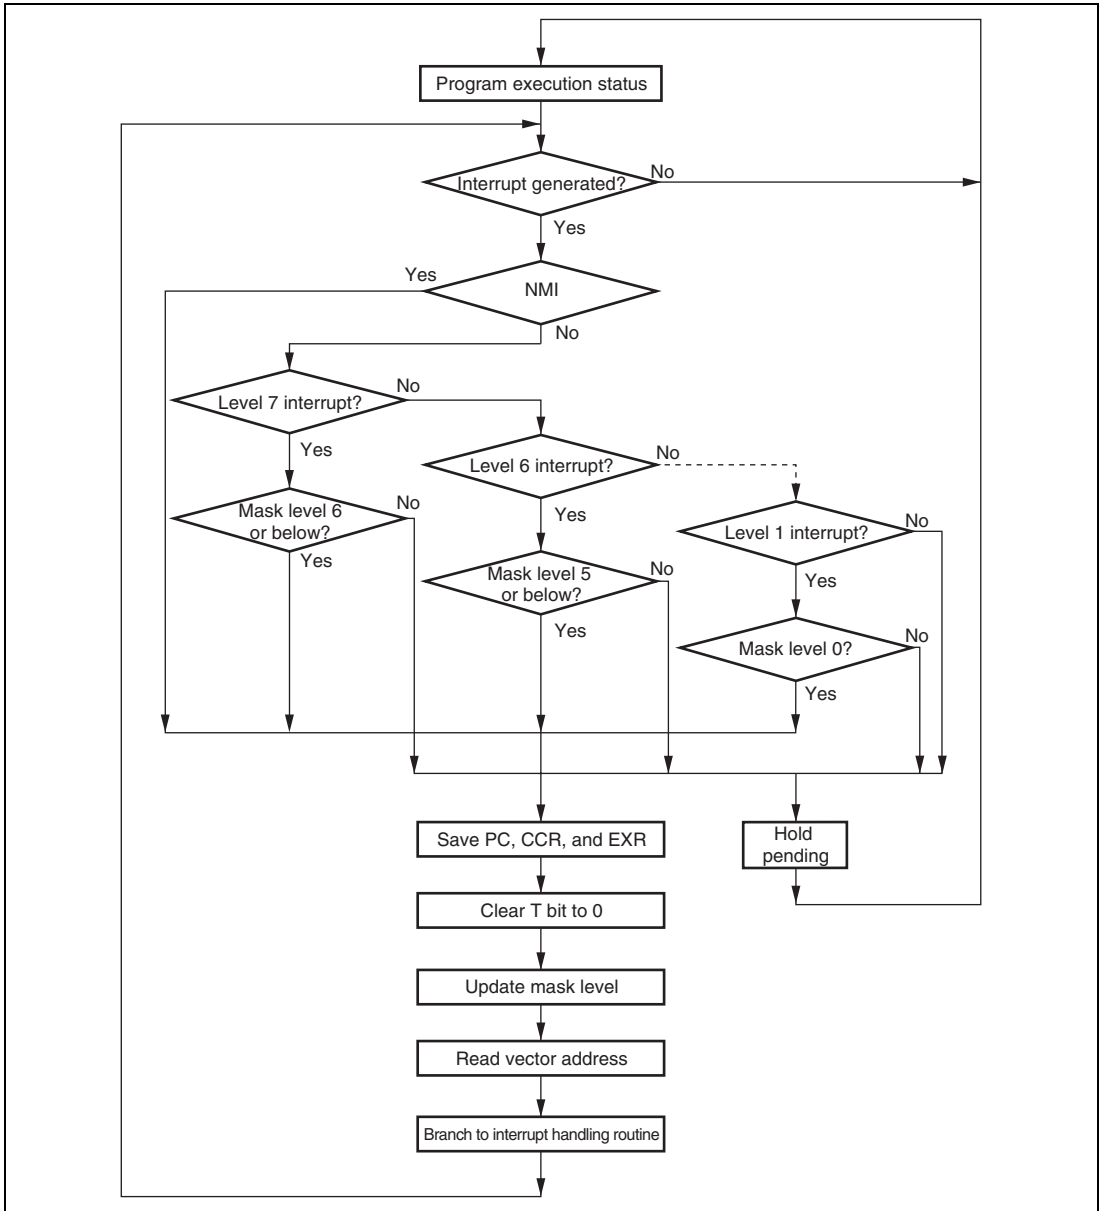 Program execution status
Interrupt generated?
No
Yes
Yes
NMI
No
Level 7 interrupt?
No
Yes
Level 6 interrupt?
No
Mask level 6
or below?
No
Yes
Yes
Level 1 interrupt?
No
Mask level 5
or below?
No
Yes
Yes
Mask level 0?
No
Yes
Save PC, CCR, and EXR
Hold
pending
Clear T bit to 0
Update mask level
Read vector address
Branch to interrupt handling routine